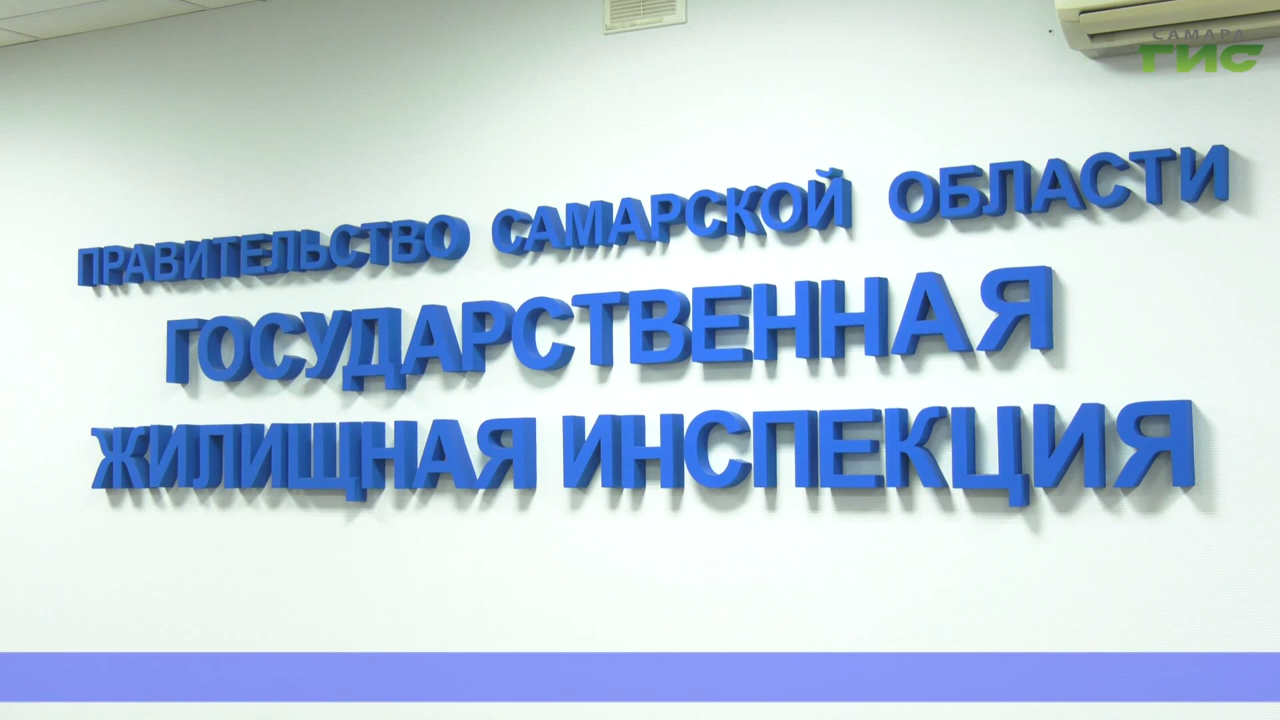 САМАРА
ГИС
ПРАВИТЕЛЬСТВО САМАРСКОЙ ОБЛАСТИ
ГОСУДАРСТВЕННАЯ
ЖИЛИЩНАЯ ИНСПЕКЦИЯ